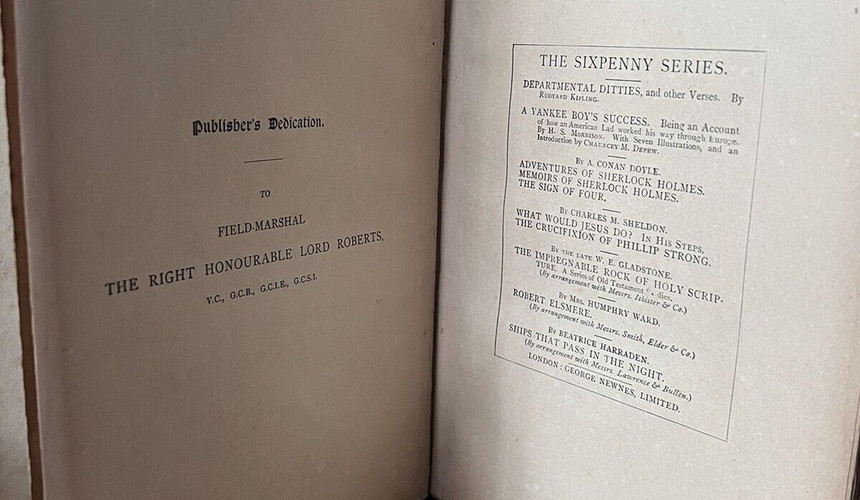 Publisher's Dedication.
TO
FIELD-MARSHAL
THE RIGHT HONOURABLE LORD ROBERTS,
V.C., G.C.B., G.C.I.E., G.C.S.I.
THE SIXPENNY SERIES.
DEPARTMENTAL DITTIES, and other Verses. By
RUDYARD KIPLING.
A YANKEE BOY'S SUCCESS. Being an Account
of how an American Lad worked his way through Europe.
By H. S. MORRISON. With Seven Illustrations, and an
Introduction by CHAUNCEY M. DEPEW.
By A. CONAN DOYLE.
ADVENTURES OF SHERLOCK HOLMES.
MEMOIRS OF SHERLOCK HOLMES.
THE SIGN OF FOUR.
By CHARLES M. SHELDON.
WHAT WOULD JESUS DO? IN HIS STEPS.
THE CRUCIFIXION OF PHILLIP STRONG.
By THE LATE W. E. GLADSTONE.
THE IMPREGNABLE ROCK OF HOLY SCRIP-
TURE. A Series of Old Testament
(By arrangement with Messrs. Isbister & Co.)
By MRS. HUMPHRY WARD.
ROBERT ELSMERE.
(By arrangement with Messrs. Smith, Elder & Co.)
By BEATRICE HARRADEN.
SHIPS THAT PASS IN THE NIGHT.
(By arrangement with Messrs. Lawrence & Bullen.)
LONDON: GEORGE NEWNES, LIMITED.